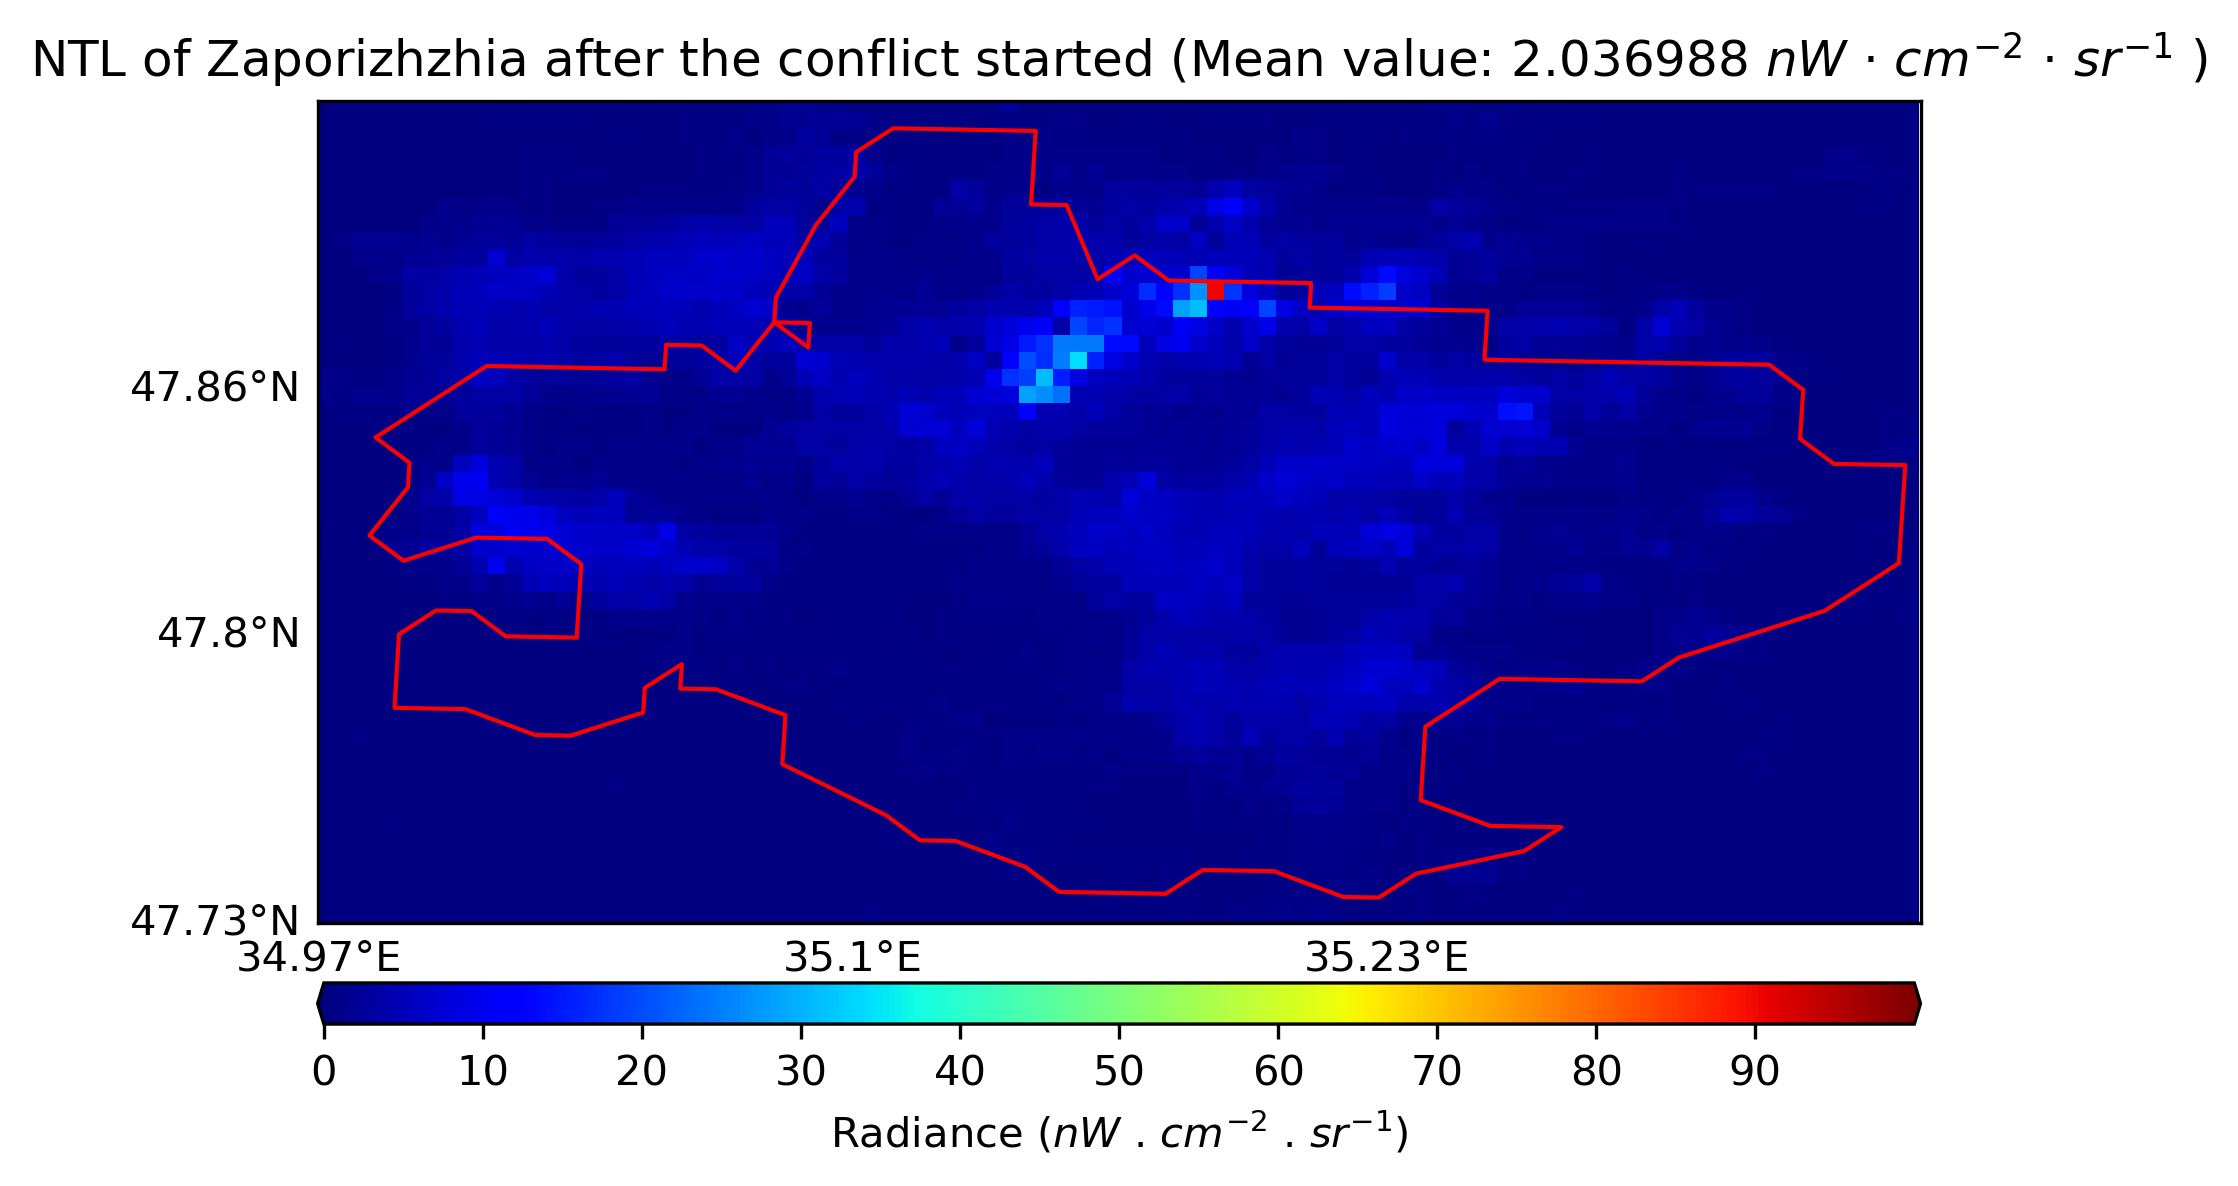 NTL of Zaporizhzhia after the conflict started (Mean value: 2.036988 nW · cm⁻² · sr⁻¹ )
47.86°N
47.8°N
47.73°N
34.97°E 35.1°E 35.23°E
0 10 20 30 40 50 60 70 80 90
Radiance (nW . cm⁻² . sr⁻¹)